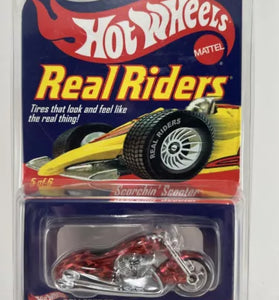 Hot Wheels
MATTEL
Real Riders
Tires that look and feel like
the real thing!
REAL RIDERS
5 of 6
Scorchin' Scooter